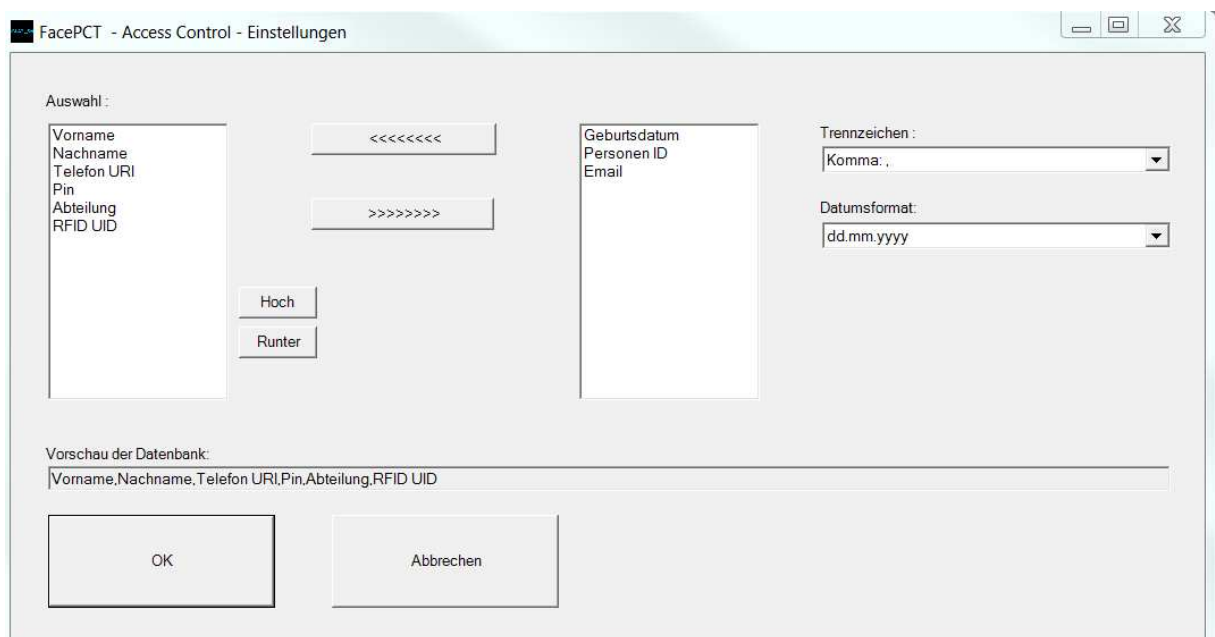 FacePCT - Access Control - Einstellungen
Auswahl :
Vorname
Nachname
Telefon URI
Pin
Abteilung
RFID UID
<<<<<<<<
>>>>>>>>
Hoch
Runter
Geburtsdatum
Personen ID
Email
Trennzeichen :
Komma: ,
Datumsformat:
dd.mm.yyyy
Vorschau der Datenbank:
Vorname,Nachname,Telefon URI,Pin,Abteilung,RFID UID
OK
Abbrechen